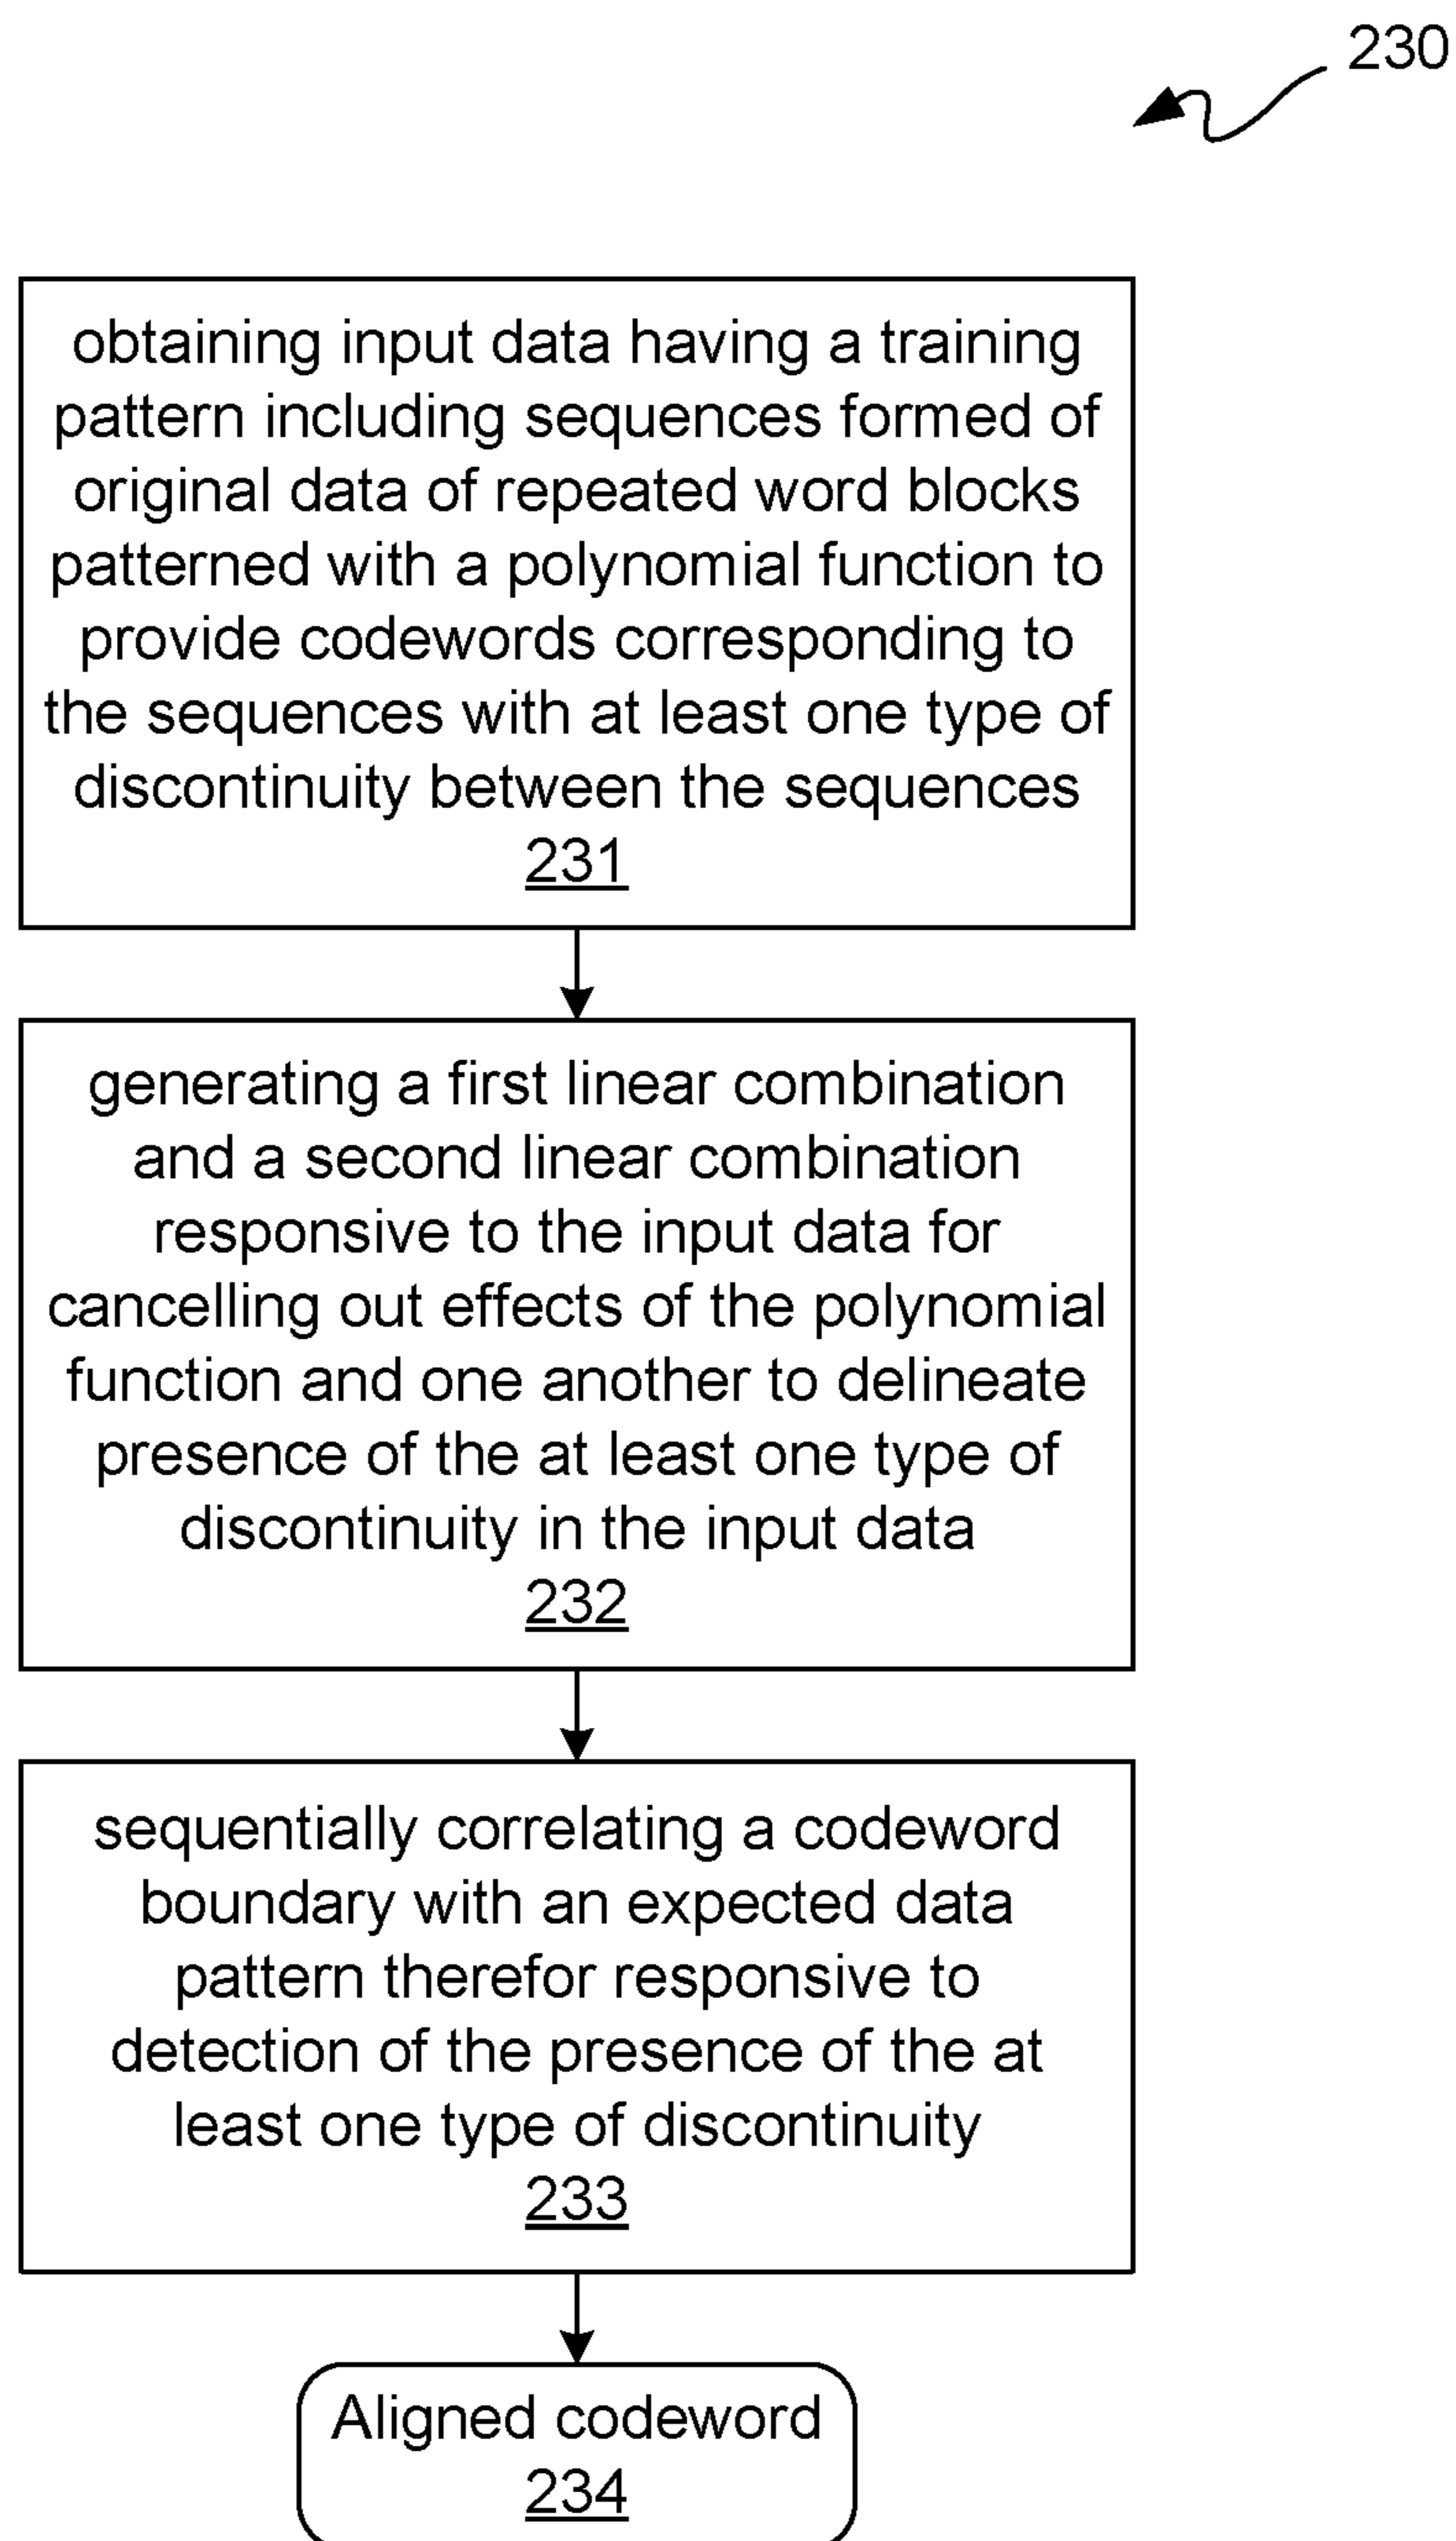 230
obtaining input data having a training
pattern including sequences formed of
original data of repeated word blocks
patterned with a polynomial function to
provide codewords corresponding to
the sequences with at least one type of
discontinuity between the sequences
231
generating a first linear combination
and a second linear combination
responsive to the input data for
cancelling out effects of the polynomial
function and one another to delineate
presence of the at least one type of
discontinuity in the input data
232
sequentially correlating a codeword
boundary with an expected data
pattern therefor responsive to
detection of the presence of the at
least one type of discontinuity
233
Aligned codeword
234